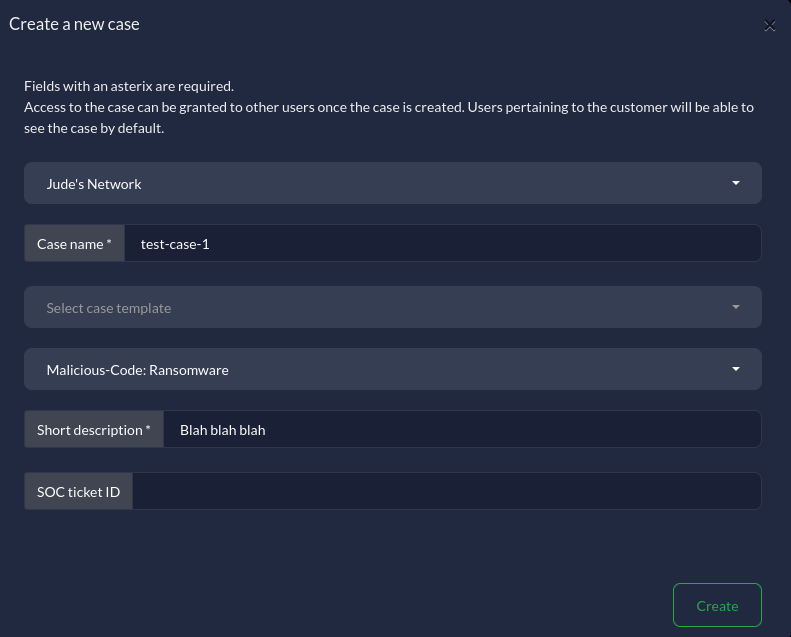 Create a new case
Fields with an asterix are required.
Access to the case can be granted to other users once the case is created. Users pertaining to the customer will be able to
see the case by default.
Jude's Network
Case name * test-case-1
Select case template
Malicious-Code: Ransomware
Short description * Blah blah blah
SOC ticket ID
Create